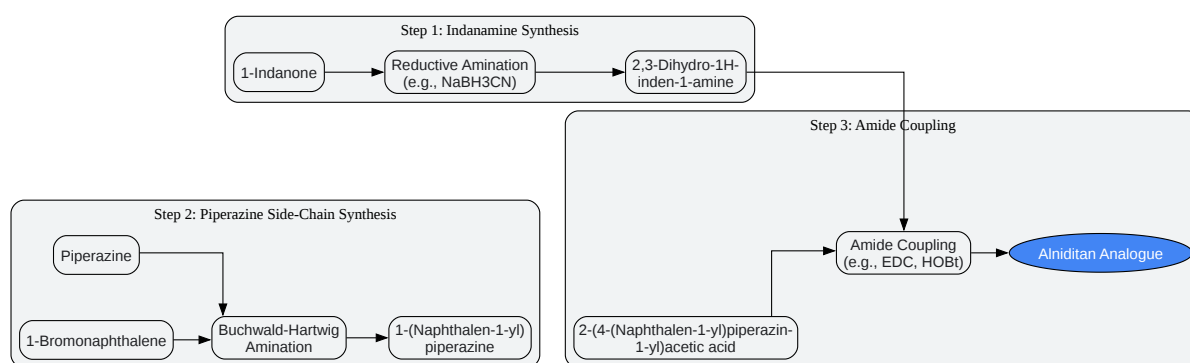 Step 1: Indanamine Synthesis
1-Indanone
Reductive Amination
(e.g., NaBH3CN)
2,3-Dihydro-1H-
inden-1-amine
Step 3: Amide Coupling
Step 2: Piperazine Side-Chain Synthesis
Piperazine
Amide Coupling
(e.g., EDC, HOBt)
Alniditan Analogue
1-Bromonaphthalene
Buchwald-Hartwig
Amination
1-(Naphthalen-1-yl)
piperazine
2-(4-(Naphthalen-1-yl)piperazin-
1-yl)acetic acid